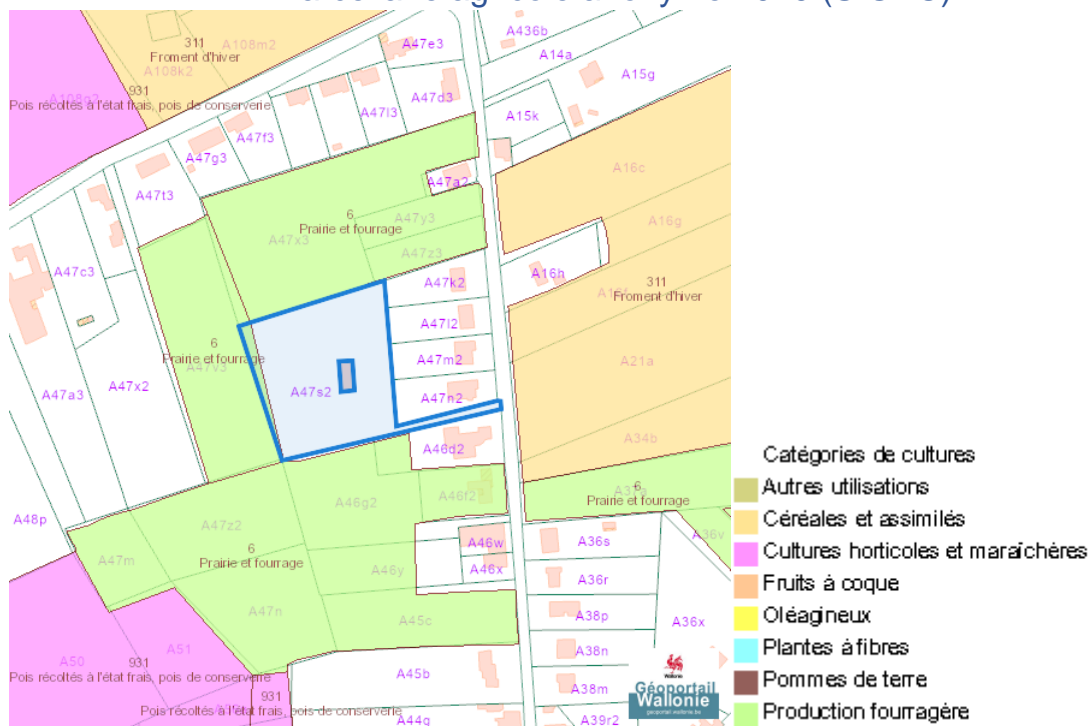 A47e3
A436b
311
Froment d'hiver
A108m2
A108k2
A14a
A15g
931
Pois récoltés à l'état frais, pois de conserverie
A47d3
A47l3
A15k
A47f3
A47g3
A47t3
A16c
A47a2
6
Prairie et fourrage
A47y3
A47x3
A47z3
A16g
A47c3
A47k2
A16h
311
Froment d'hiver
A47l2
6
Prairie et fourrage
A47v3
A47m2
A21a
A47x2
A47a3
A47s2
A47n2
A46d2
A34b
Catégories de cultures
Autres utilisations
Céréales et assimilés
Cultures horticoles et maraîchères
Fruits à coque
Oléagineux
Plantes à fibres
Pommes de terre
Production fourragère
A46g2
A46f2
6
Prairie et fourrage
A48p
A47z2
A46w
A36s
A36v
6
Prairie et fourrage
A47m
A46y
A46x
A36r
A47n
A45c
A38p
A36x
A50
A51
931
Pois récoltés à l'état frais, pois de conserverie
A45b
A38n
A38m
931
Pois récoltés à l'état frais, pois de conserverie
A44g
A39r2
Wallonie
Géoportail
Wallonie
geoportail.wallonie.be